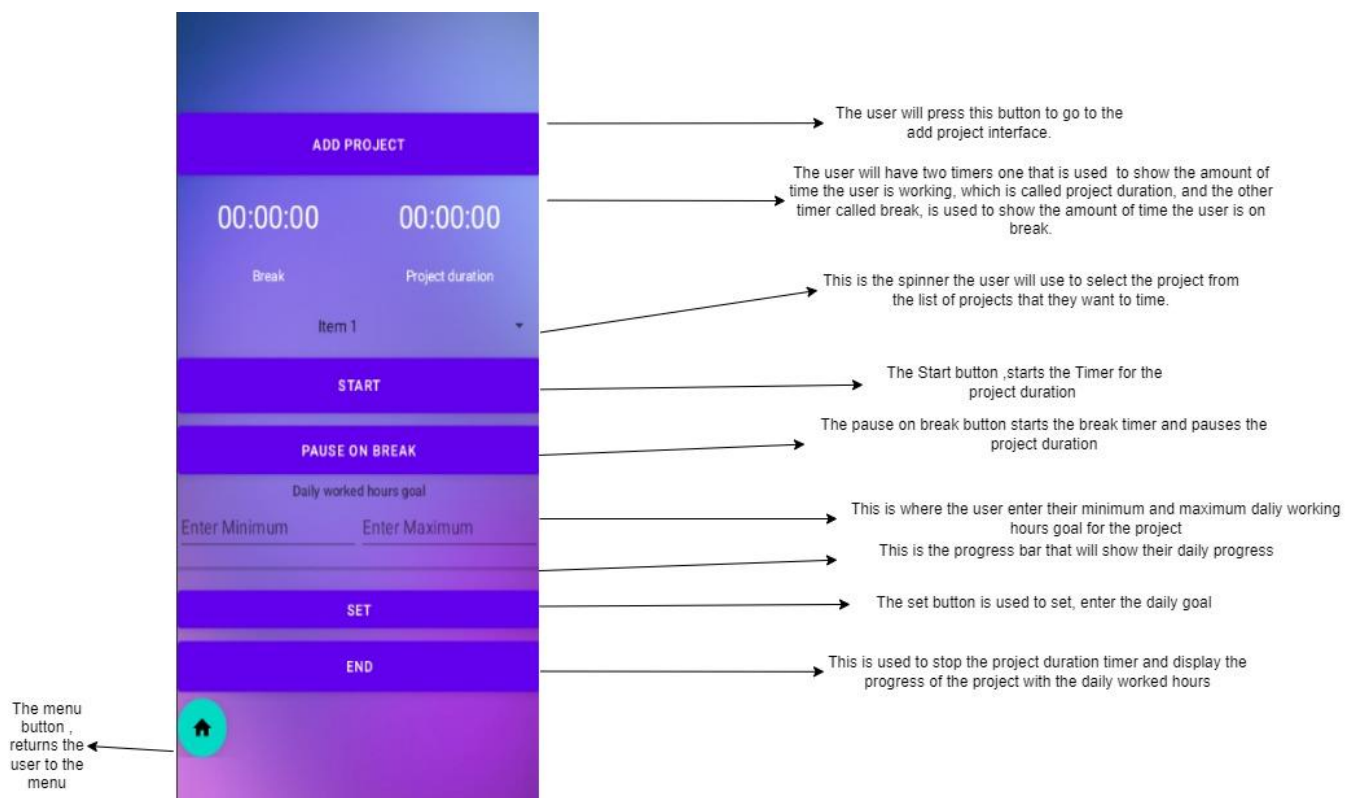 ADD PROJECT
00:00:00 00:00:00
Break Project duration
Item 1
START
PAUSE ON BREAK
Daily worked hours goal
Enter Minimum Enter Maximum
SET
END
The user will press this button to go to the
add project interface.
The user will have two timers one that is used to show the amount of
time the user is working, which is called project duration, and the other
timer called break, is used to show the amount of time the user is on
break.
This is the spinner the user will use to select the project from
the list of projects that they want to time.
The Start button ,starts the Timer for the
project duration
The pause on break button starts the break timer and pauses the
project duration
This is where the user enter their minimum and maximum daliy working
hours goal for the project
This is the progress bar that will show their daily progress
The set button is used to set, enter the daily goal
This is used to stop the project duration timer and display the
progress of the project with the daily worked hours
The menu
button ,
returns the
user to the
menu